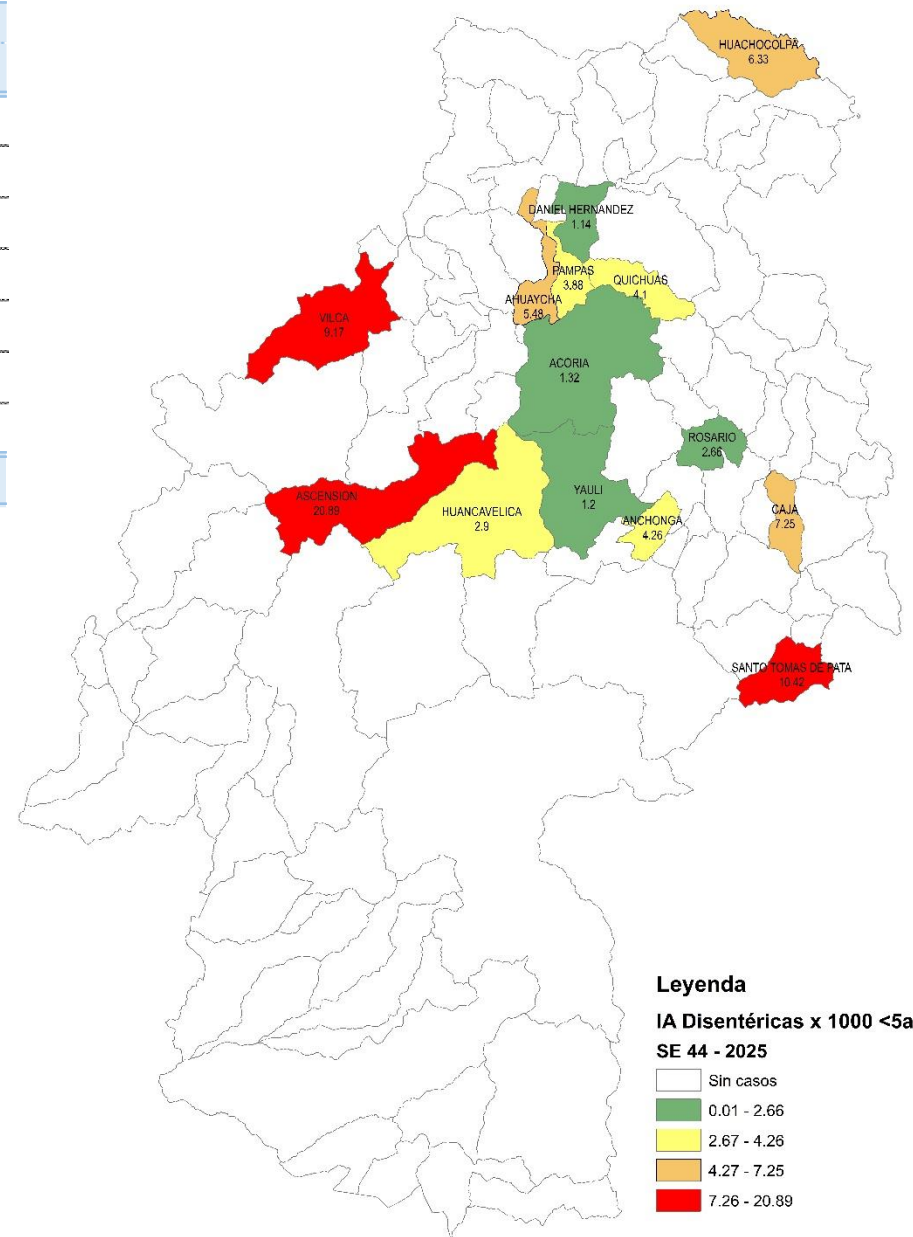 HUACHOCOLPA
6.33
DANIEL HERNANDEZ
1.14
PAMPAS
3.88
QUICHUAS
4.1
AHUAYCHA
5.48
VILCA
9.17
ACORIA
1.32
ROSARIO
2.66
ASCENSION
20.89
HUANCAVELICA
2.9
YAULI
1.2
ANCHONGA
4.26
CAJA
7.25
SANTO TOMAS DE PATA
10.42
Leyenda
IA Disentéricas x 1000 <5a
SE 44 - 2025
Sin casos
0.01 - 2.66
2.67 - 4.26
4.27 - 7.25
7.26 - 20.89